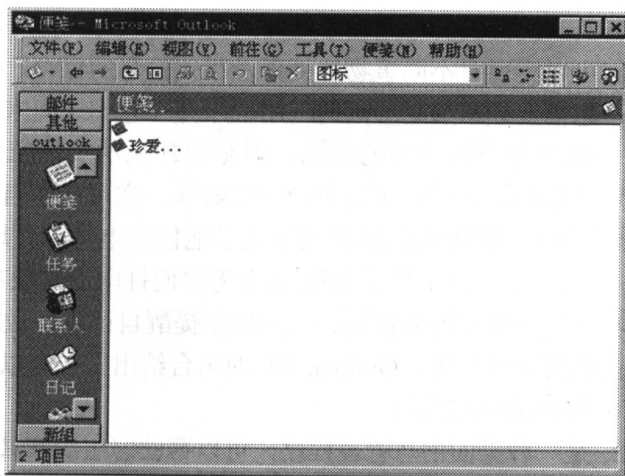 便笺 -- Microsoft Outlook
文件(F) 编辑(E) 视图(V) 前往(G) 工具(T) 便笺(N) 帮助(H)
图标
邮件
其他
outlook
便笺
任务
联系人
日记
新组
便笺
珍爱...
2 项目